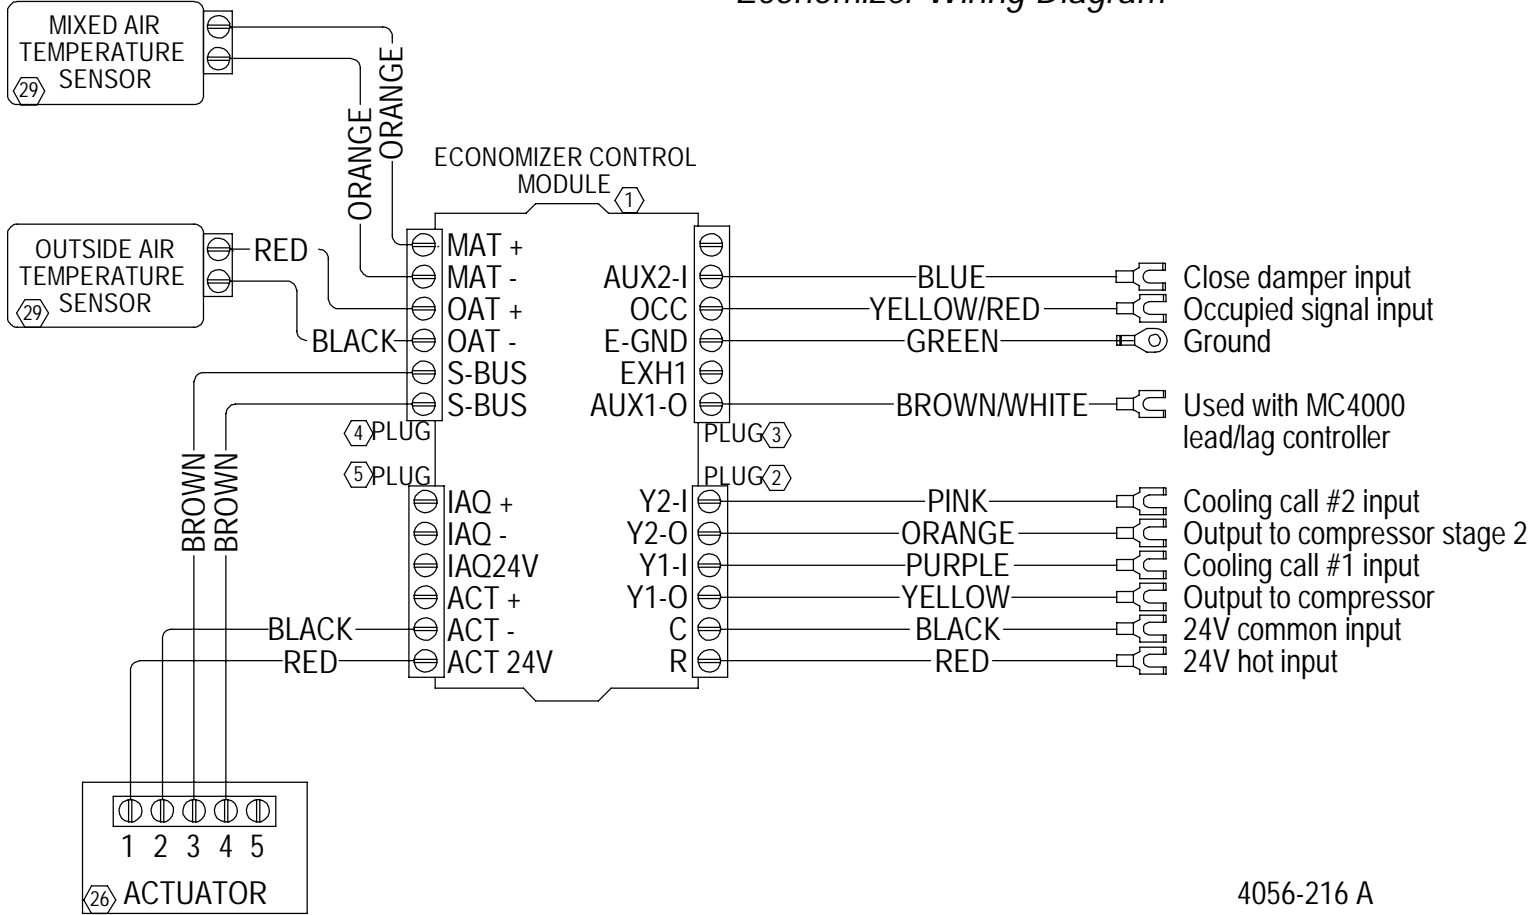 Economizer Wiring Diagram
MIXED AIR
TEMPERATURE
SENSOR
29
ORANGE
ORANGE
ECONOMIZER CONTROL
MODULE
1
OUTSIDE AIR
TEMPERATURE
SENSOR
29
RED
BLACK
MAT +
MAT -
OAT +
OAT -
S-BUS
S-BUS
4 PLUG
5 PLUG
IAQ +
IAQ -
IAQ24V
ACT +
ACT -
ACT 24V
BROWN
BROWN
BLACK
RED
AUX2-I BLUE Close damper input
OCC YELLOW/RED Occupied signal input
E-GND GREEN Ground
EXH1
AUX1-O BROWN/WHITE Used with MC4000
lead/lag controller
PLUG 3
PLUG 2
Y2-I PINK Cooling call #2 input
Y2-O ORANGE Output to compressor stage 2
Y1-I PURPLE Cooling call #1 input
Y1-O YELLOW Output to compressor
C BLACK 24V common input
R RED 24V hot input
1 2 3 4 5
26 ACTUATOR
4056-216 A